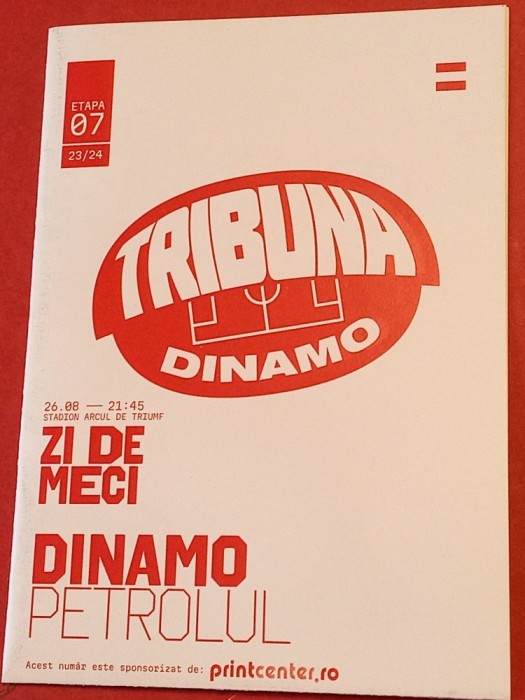 ETAPA
07
23/24
TRIBUNA
DINAMO
26.08 — 21:45
STADION ARCUL DE TRIUMF
ZI DE
MECI
DINAMO
PETROLUL
Acest număr este sponsorizat de: printcenter.ro